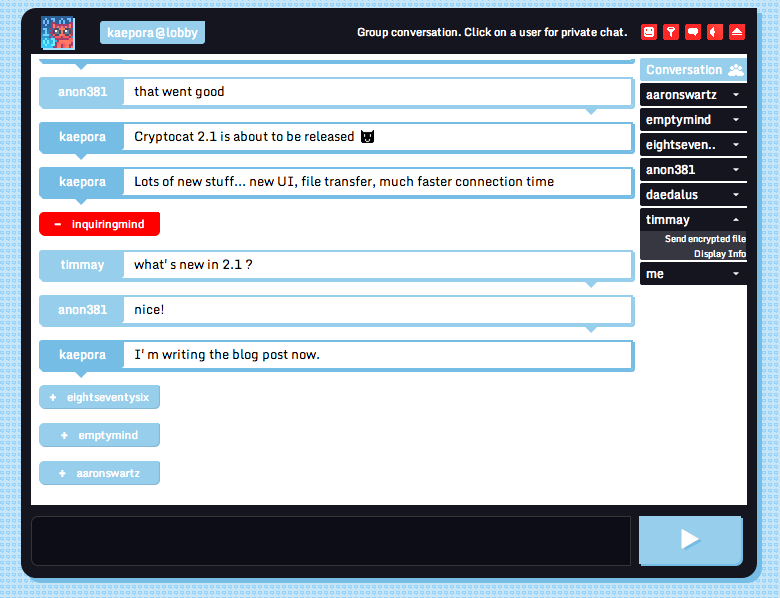 kaepora@lobby
Group conversation. Click on a user for private chat.
anon381 that went good
kaepora Cryptocat 2.1 is about to be released
kaepora Lots of new stuff... new UI, file transfer, much faster connection time
- inquiringmind
timmay what's new in 2.1 ?
anon381 nice!
kaepora I'm writing the blog post now.
+ eightseventysix
+ emptymind
+ aaronswartz
Conversation
aaronswartz
emptymind
eightseven..
anon381
daedalus
timmay
Send encrypted file
Display Info
me